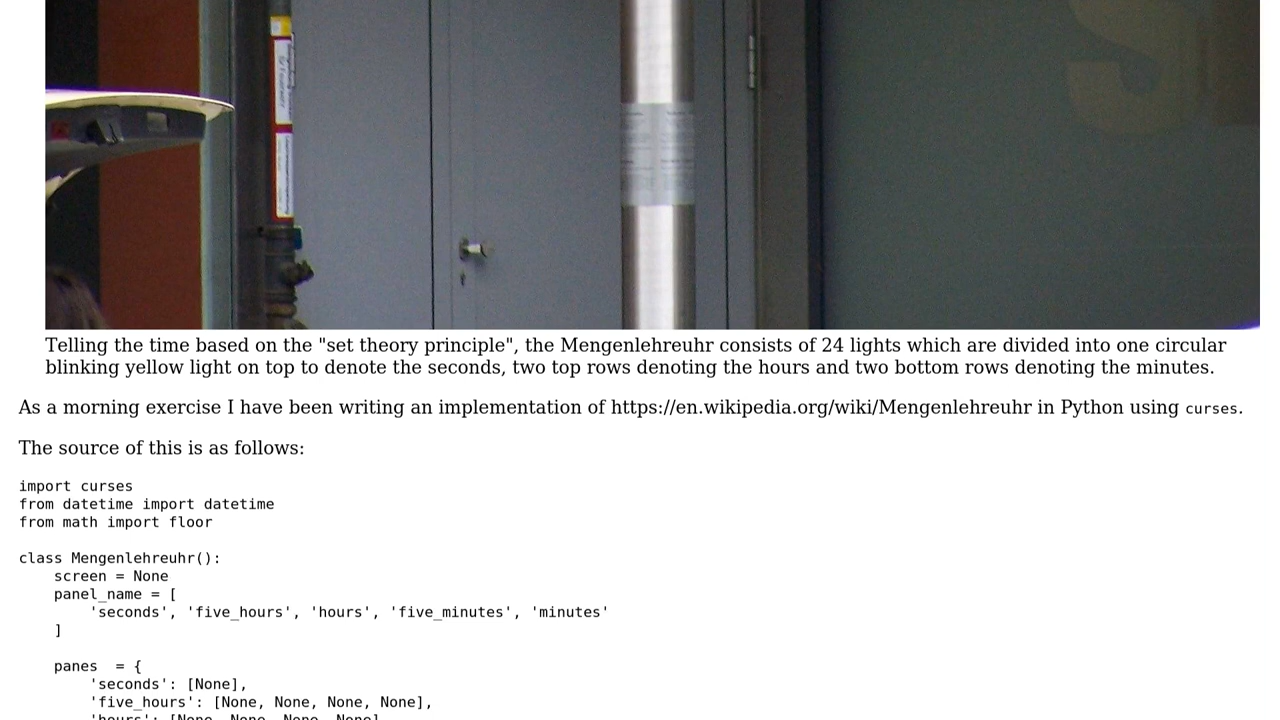 Telling the time based on the "set theory principle", the Mengenlehreuhr consists of 24 lights which are divided into one circular
blinking yellow light on top to denote the seconds, two top rows denoting the hours and two bottom rows denoting the minutes.
As a morning exercise I have been writing an implementation of https://en.wikipedia.org/wiki/Mengenlehreuhr in Python using curses.
The source of this is as follows:
import curses
from datetime import datetime
from math import floor
class Mengenlehreuhr():
    screen = None
    panel_name = [
        'seconds', 'five_hours', 'hours', 'five_minutes', 'minutes'
    ]
    panes  = {
        'seconds': [None],
        'five_hours': [None, None, None, None],
        'hours': [None, None, None, None],